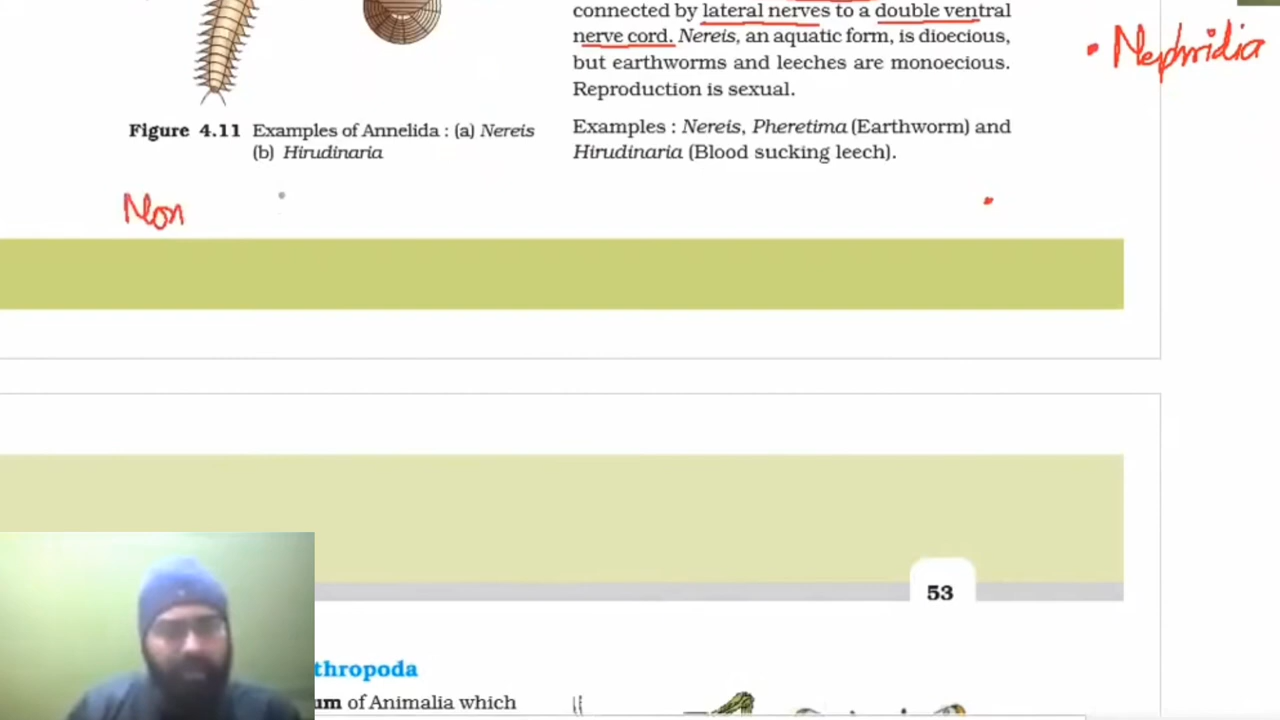 connected by lateral nerves to a double ventral
nerve cord. Nereis, an aquatic form, is dioecious,
but earthworms and leeches are monoecious.
Reproduction is sexual.
• Nephridia
Figure 4.11 Examples of Annelida : (a) Nereis
(b) Hirudinaria
Examples : Nereis, Pheretima (Earthworm) and
Hirudinaria (Blood sucking leech).
Mon
53
thropoda
um of Animalia which